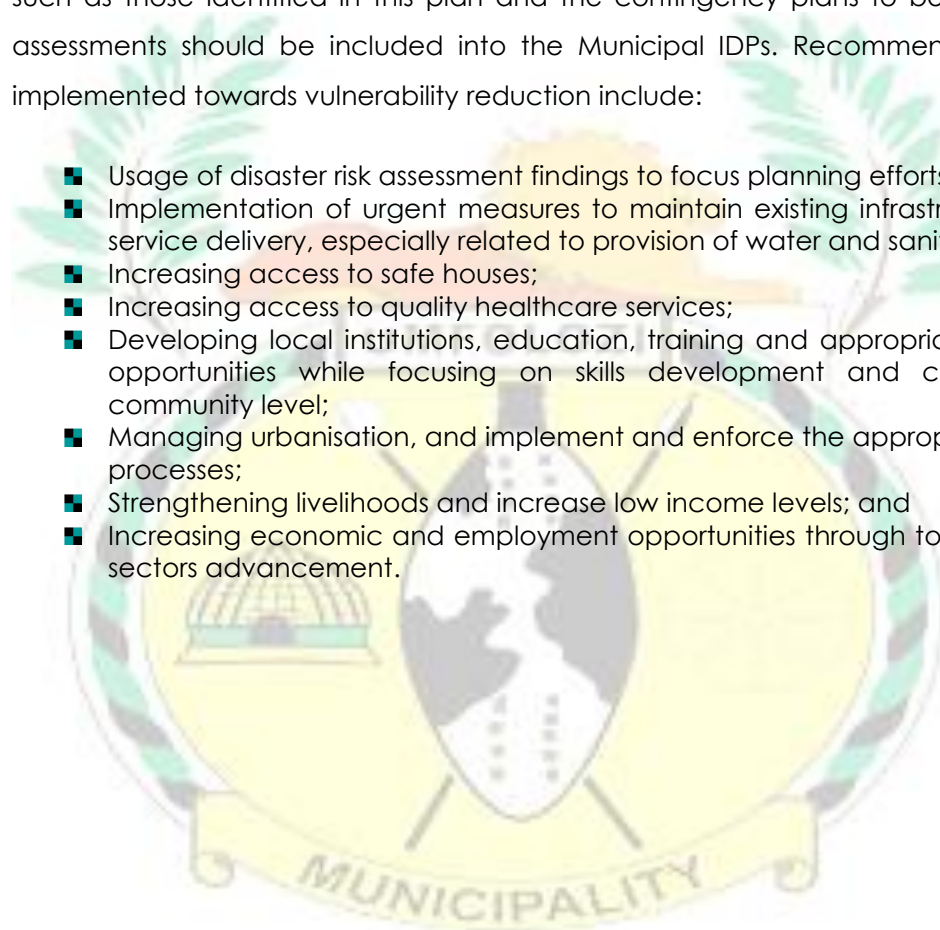 such as those identified in this plan and the contingency plans to be
assessments should be included into the Municipal IDPs. Recommen
implemented towards vulnerability reduction include:
Usage of disaster risk assessment findings to focus planning efforts
Implementation of urgent measures to maintain existing infrastr
service delivery, especially related to provision of water and sani
Increasing access to safe houses;
Increasing access to quality healthcare services;
Developing local institutions, education, training and appropria
opportunities while focusing on skills development and c
community level;
Managing urbanisation, and implement and enforce the approp
processes;
Strengthening livelihoods and increase low income levels; and
Increasing economic and employment opportunities through to
sectors advancement.
MUNICIPALITY